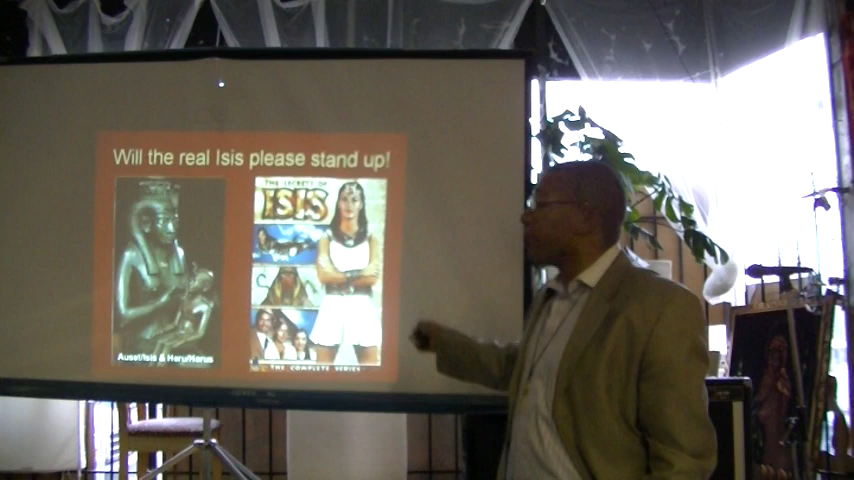 Will the real Isis please stand up!
THE SECRETS OF
ISIS
Auset/Isis & Heru/Horus
THE COMPLETE SERIES